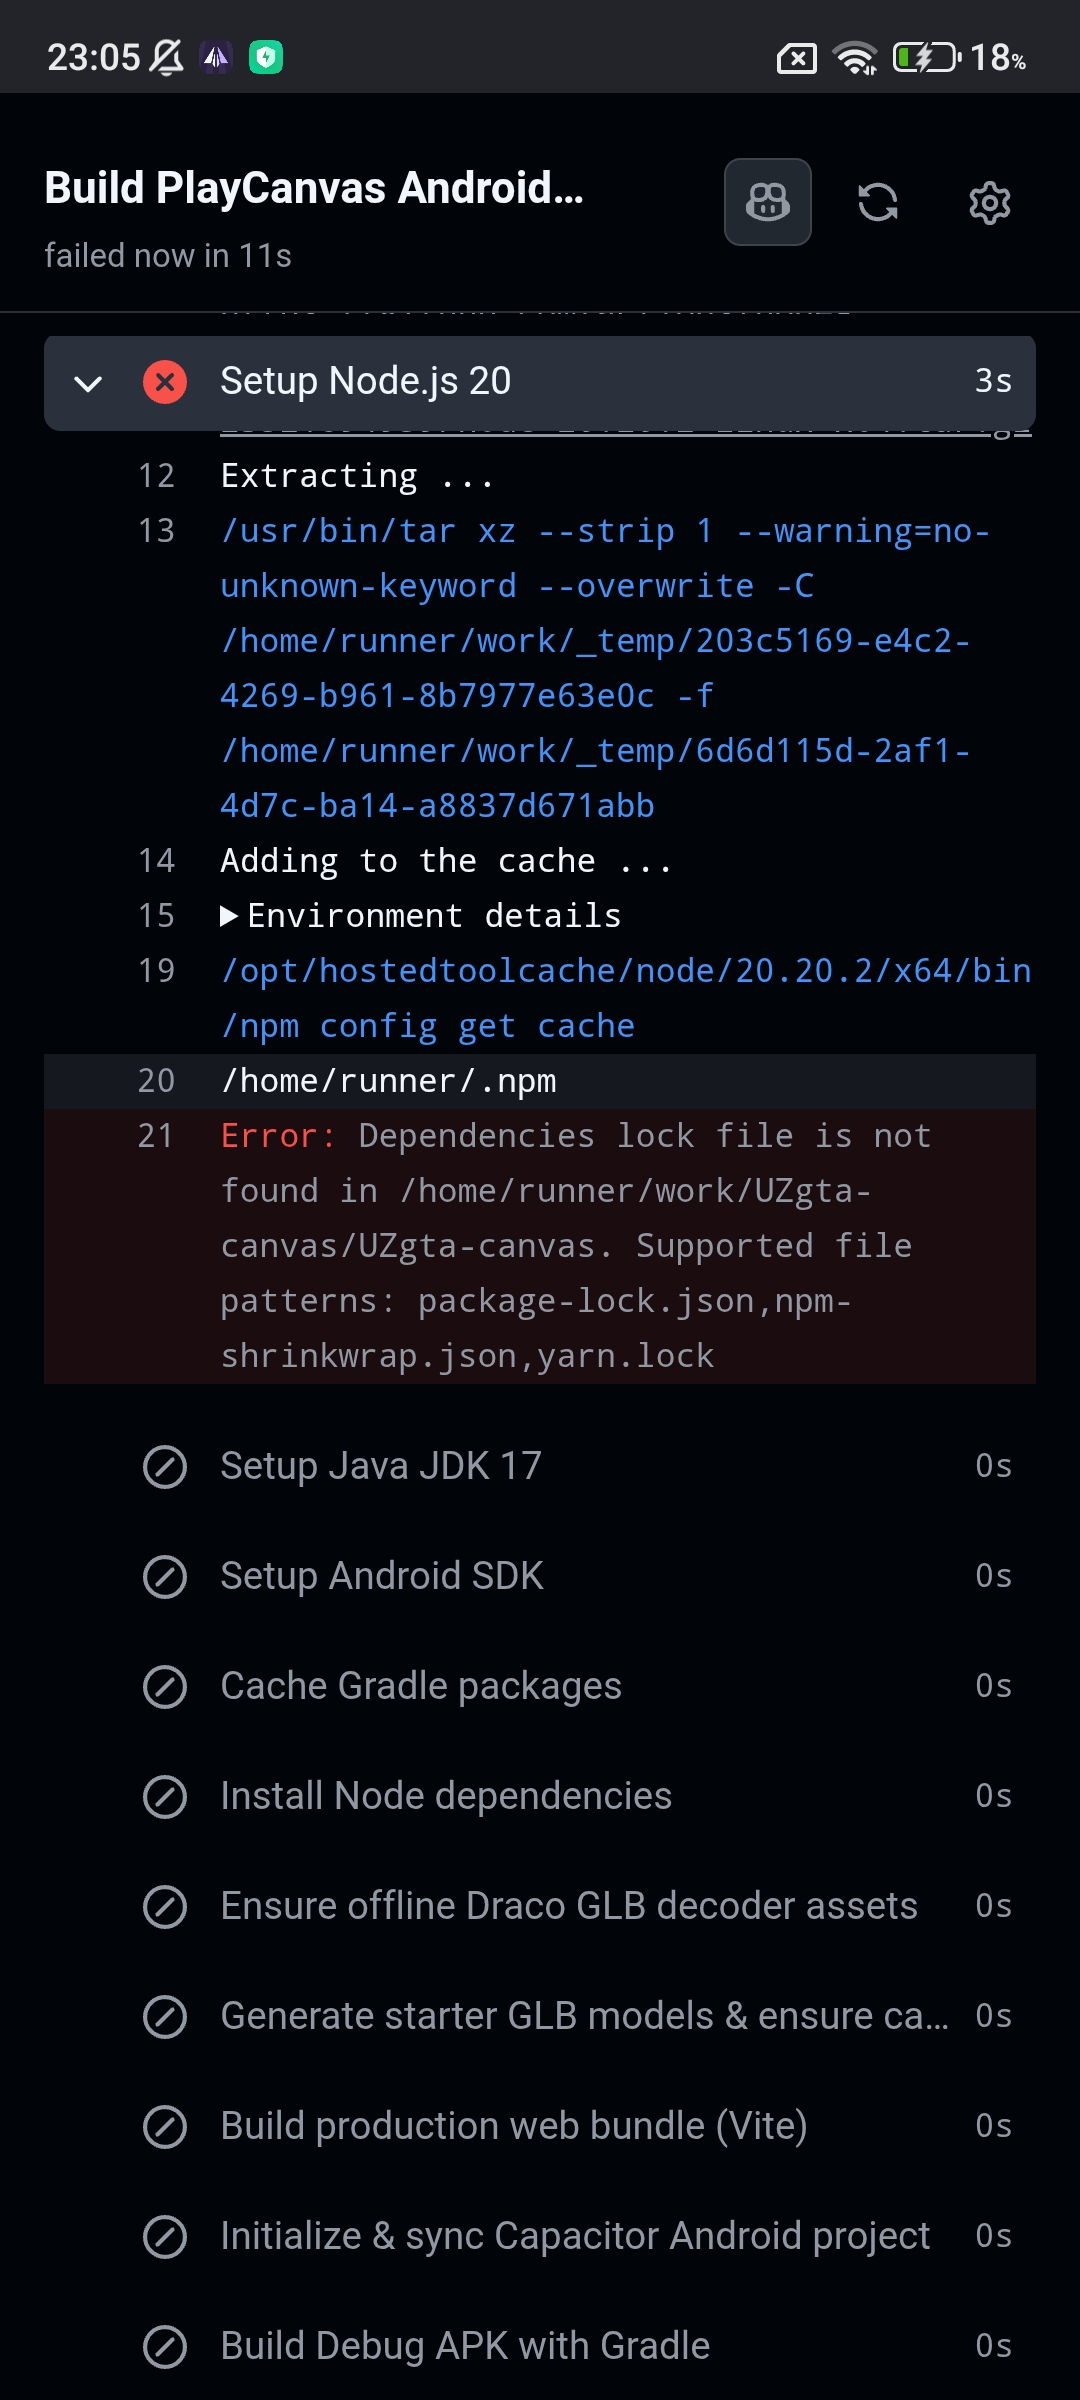 23:05
18%
Build PlayCanvas Android...
failed now in 11s
Setup Node.js 20 3s
12 Extracting ...
13 /usr/bin/tar xz --strip 1 --warning=no-
unknown-keyword --overwrite -C
/home/runner/work/_temp/203c5169-e4c2-
4269-b961-8b7977e63e0c -f
/home/runner/work/_temp/6d6d115d-2af1-
4d7c-ba14-a8837d671abb
14 Adding to the cache ...
15 Environment details
19 /opt/hostedtoolcache/node/20.20.2/x64/bin
/npm config get cache
20 /home/runner/.npm
21 Error: Dependencies lock file is not
found in /home/runner/work/UZgta-
canvas/UZgta-canvas. Supported file
patterns: package-lock.json,npm-
shrinkwrap.json,yarn.lock
Setup Java JDK 17 0s
Setup Android SDK 0s
Cache Gradle packages 0s
Install Node dependencies 0s
Ensure offline Draco GLB decoder assets 0s
Generate starter GLB models & ensure ca... 0s
Build production web bundle (Vite) 0s
Initialize & sync Capacitor Android project 0s
Build Debug APK with Gradle 0s